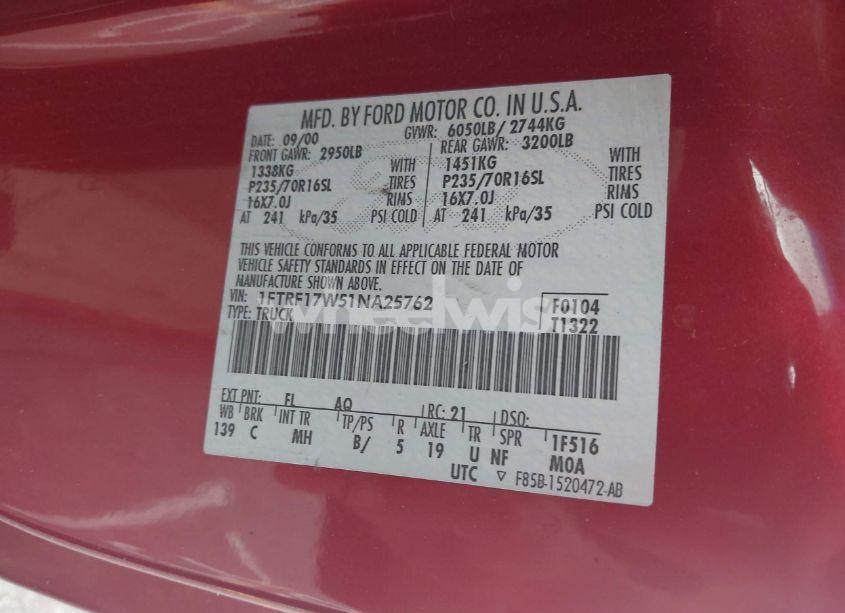 MFD. BY FORD MOTOR CO. IN U.S.A.
DATE: 09/00 GVWR: 6050LB/ 2744KG
FRONT GAWR: 2950LB REAR GAWR: 3200LB
1338KG WITH 1451KG WITH
P235/70R16SL TIRES P235/70R16SL TIRES
16X7.0J RIMS 16X7.0J RIMS
AT 241 kPa/35 PSI COLD AT 241 kPa/35 PSI COLD
THIS VEHICLE CONFORMS TO ALL APPLICABLE FEDERAL MOTOR
VEHICLE SAFETY STANDARDS IN EFFECT ON THE DATE OF
MANUFACTURE SHOWN ABOVE.
VIN: 1FTRF17W51NA25762 F0104
TYPE: TRUCK T1322
wheelwis
EXT PNT: FL AQ RC: 21 DSO:
WB BRK INT TR TP/PS R AXLE TR SPR 1F516
139 C MH B/ 5 19 U NF MOA
UTC ▽ F85B-1520472-AB